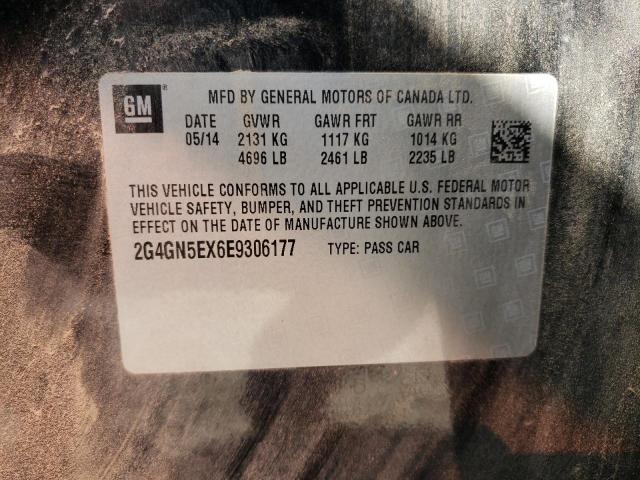 GM ® MFD BY GENERAL MOTORS OF CANADA LTD.
DATE GVWR GAWR FRT GAWR RR
05/14 2131 KG 1117 KG 1014 KG
4696 LB 2461 LB 2235 LB
THIS VEHICLE CONFORMS TO ALL APPLICABLE U.S. FEDERAL MOTOR
VEHICLE SAFETY, BUMPER, AND THEFT PREVENTION STANDARDS IN
EFFECT ON THE DATE OF MANUFACTURE SHOWN ABOVE.
2G4GN5EX6E9306177 TYPE: PASS CAR